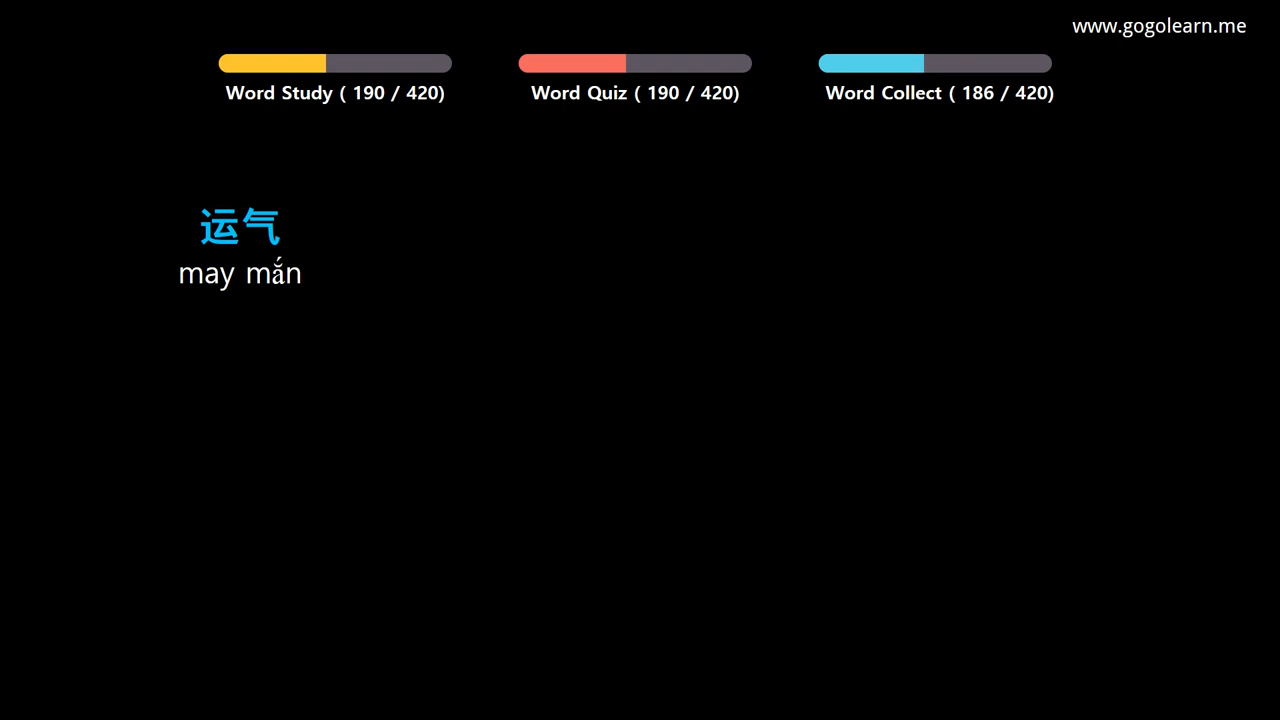 www.gogolearn.me
Word Study ( 190 / 420)
Word Quiz ( 190 / 420)
Word Collect ( 186 / 420)
运气
may mắn